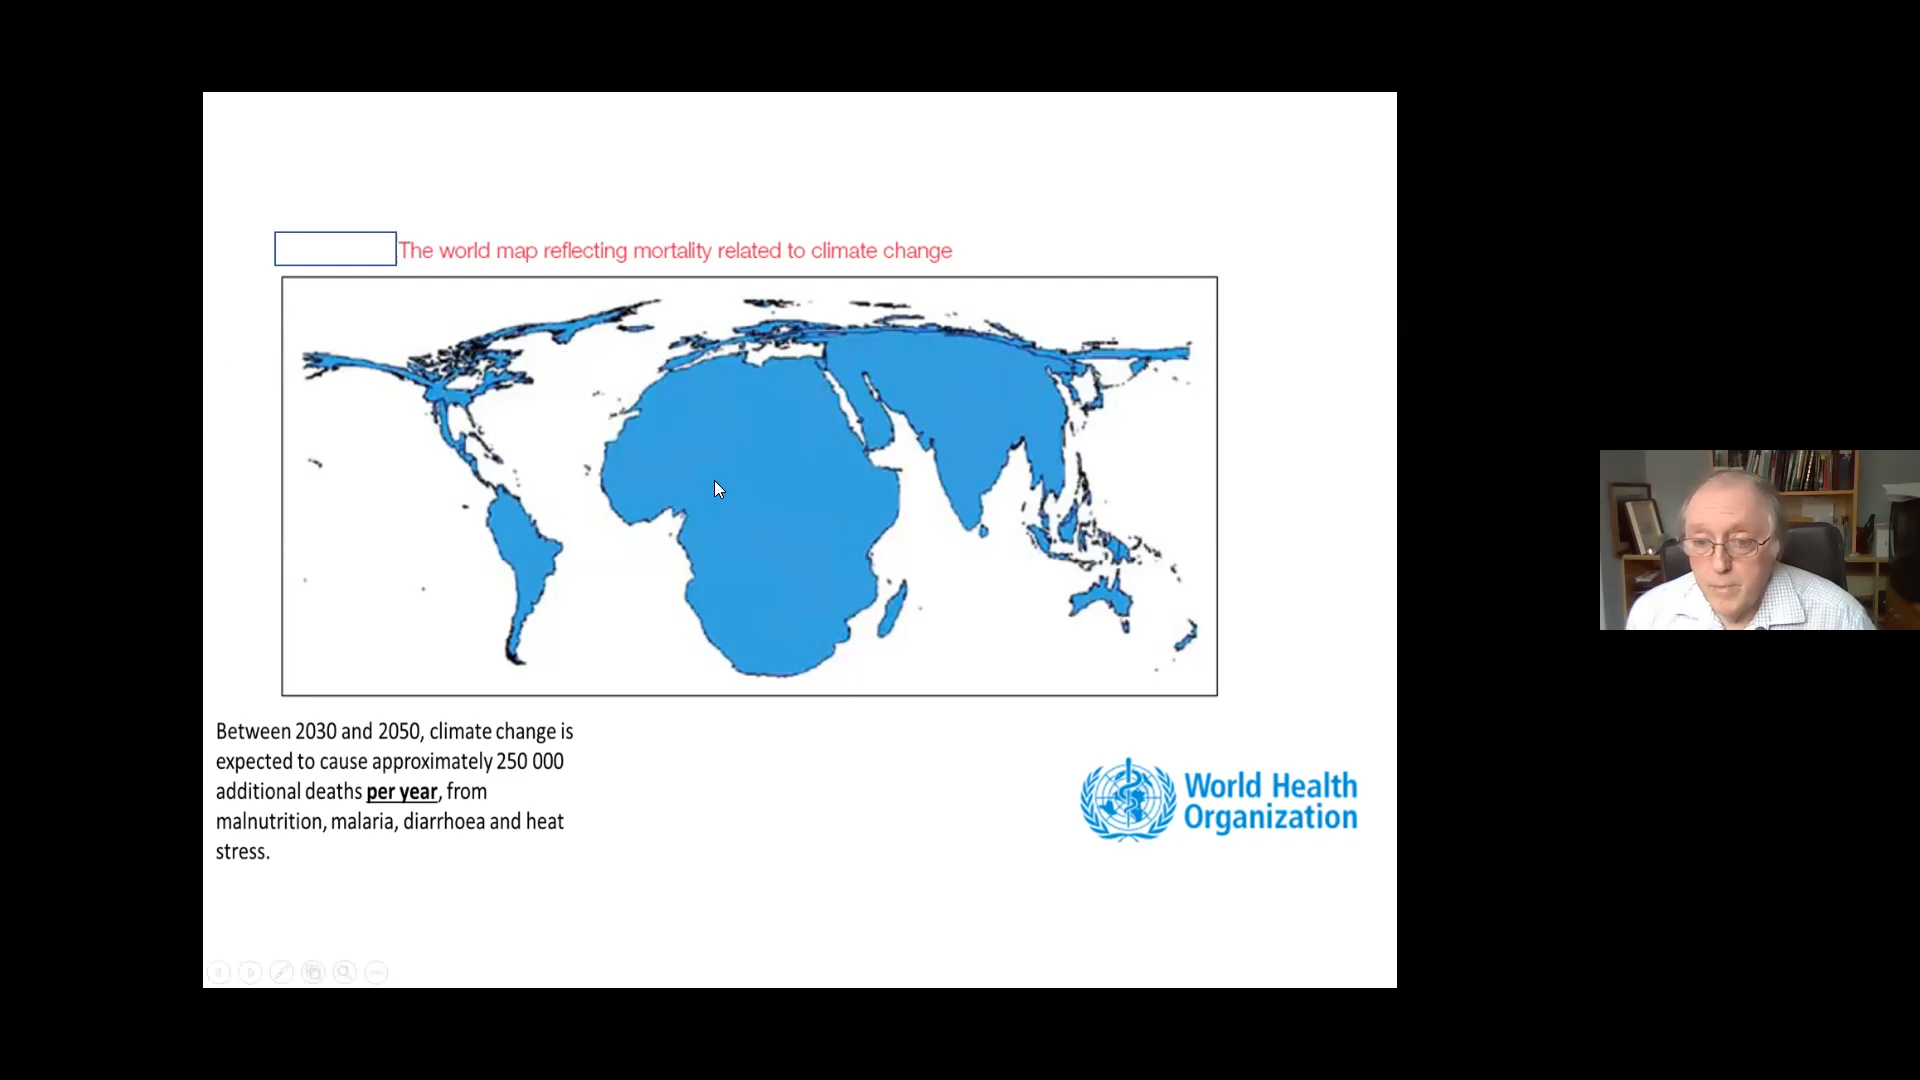 The world map reflecting mortality related to climate change
Between 2030 and 2050, climate change is
expected to cause approximately 250 000
additional deaths per year, from
malnutrition, malaria, diarrhoea and heat
stress.
World Health
Organization